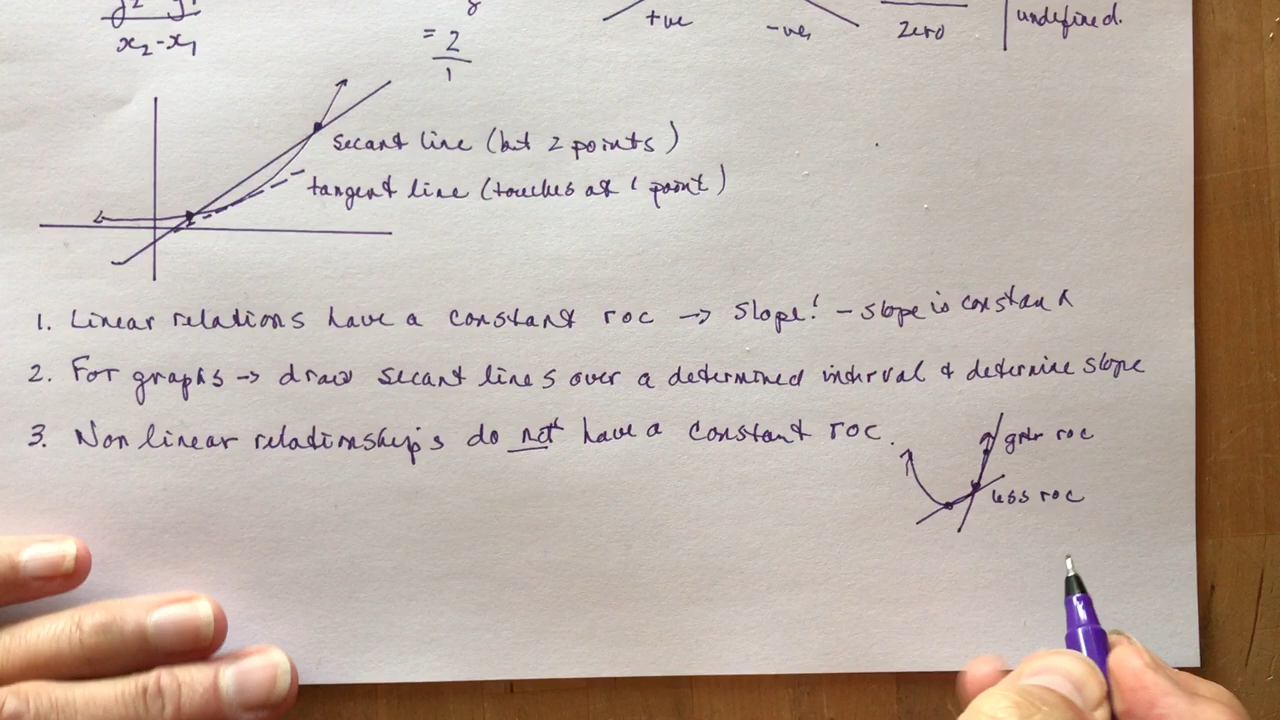 x₂-x₁
= 2
1
+ve
-ve
zero
undefined.
secant line (bt 2 points)
tangent line (touches at 1 point)
1. Linear relations have a constant roc → slope! - slope is constant
2. For graphs → draw secant lines over a determined interval & determine slope
3. Non linear relationships do not have a constant roc.
grtr roc
less roc